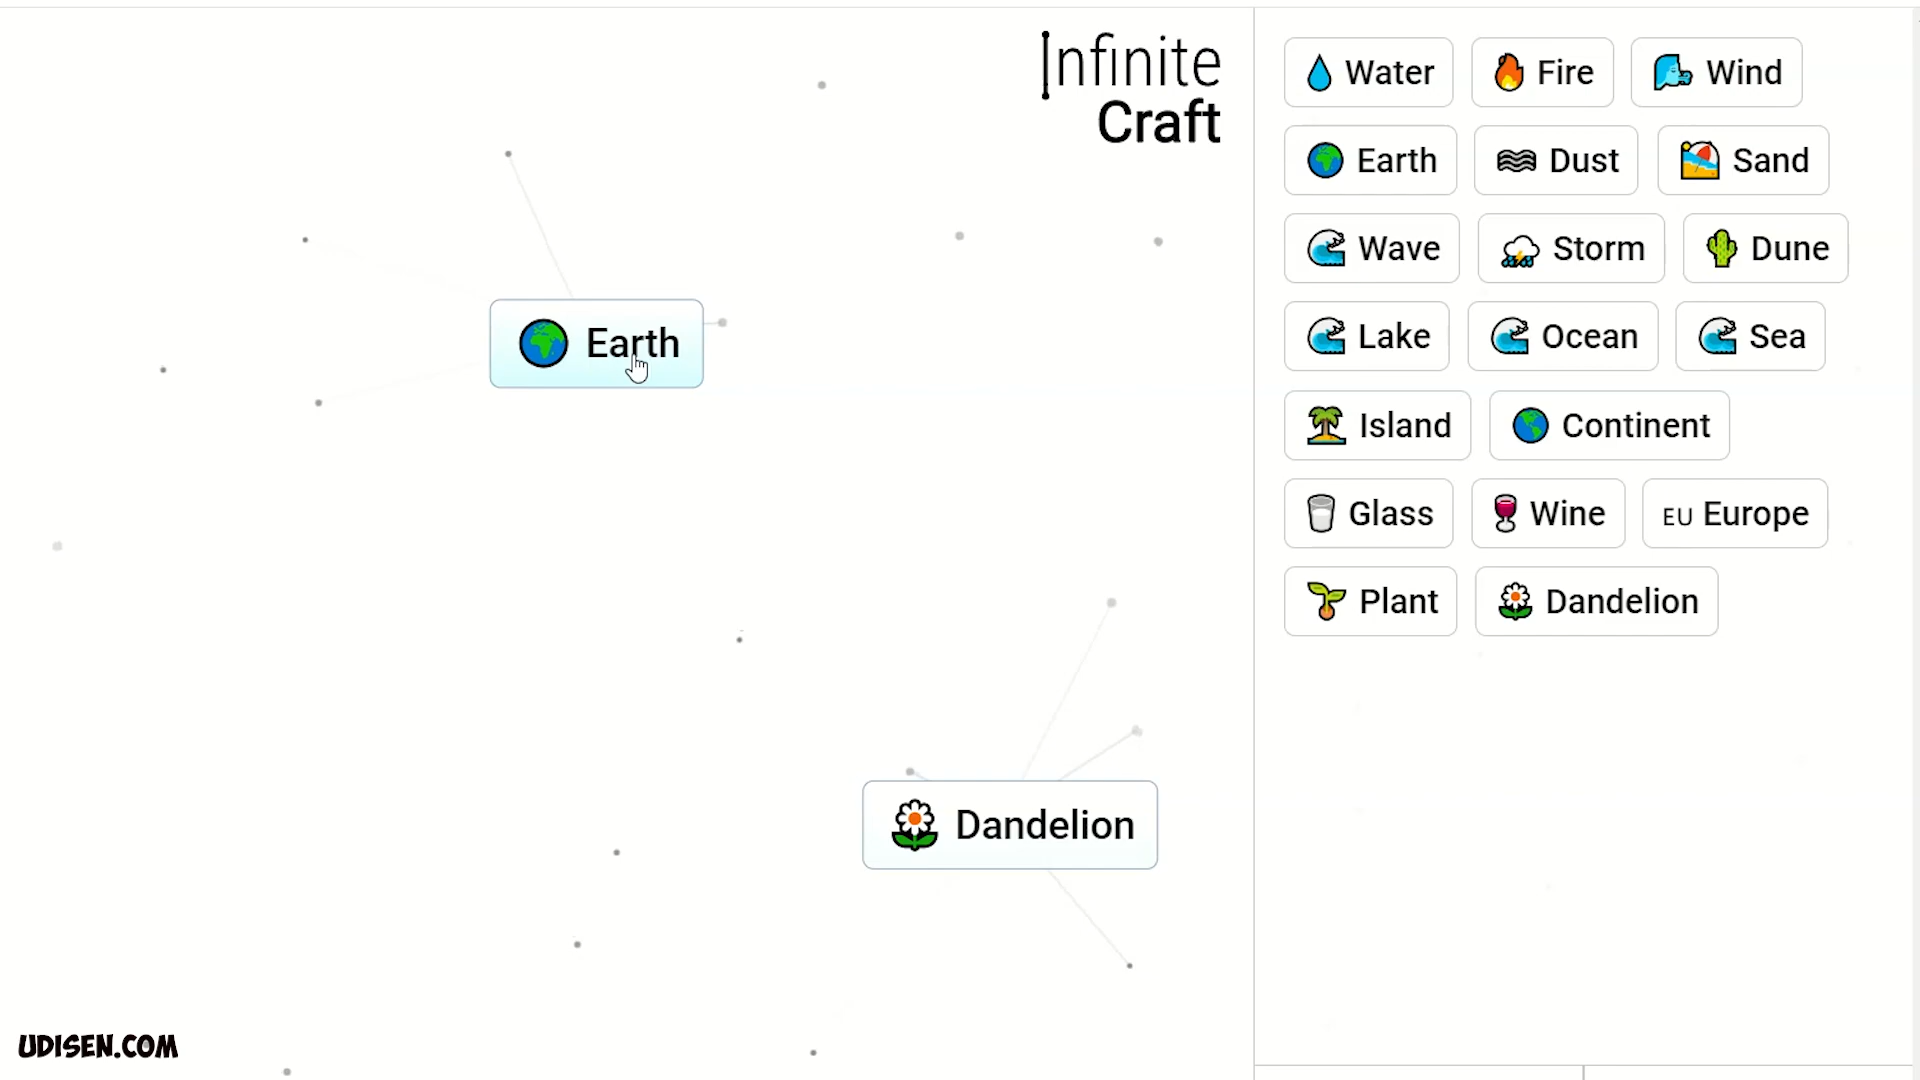 Infinite
Craft
Water Fire Wind
Earth Dust Sand
Wave Storm Dune
Lake Ocean Sea
Island Continent
Glass Wine EU Europe
Plant Dandelion
Earth
Dandelion
UDISEN.COM